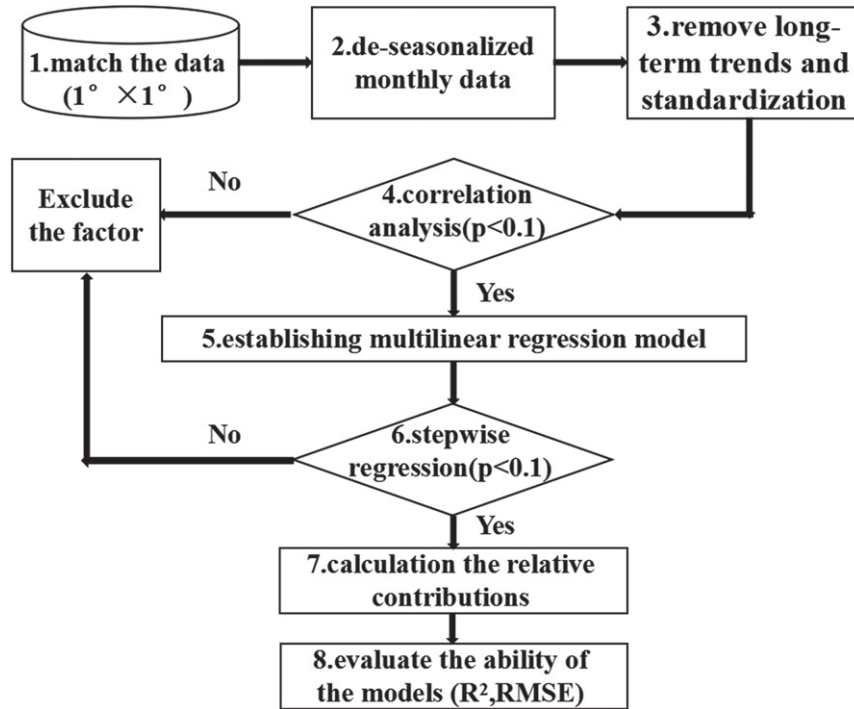 1.match the data
(1° ×1° )
2.de-seasonalized
monthly data
3.remove long-
term trends and
standardization
4.correlation
analysis(p<0.1)
No
Exclude
the factor
Yes
5.establishing multilinear regression model
6.stepwise
regression(p<0.1)
No
Yes
7.calculation the relative
contributions
8.evaluate the ability of
the models (R²,RMSE)